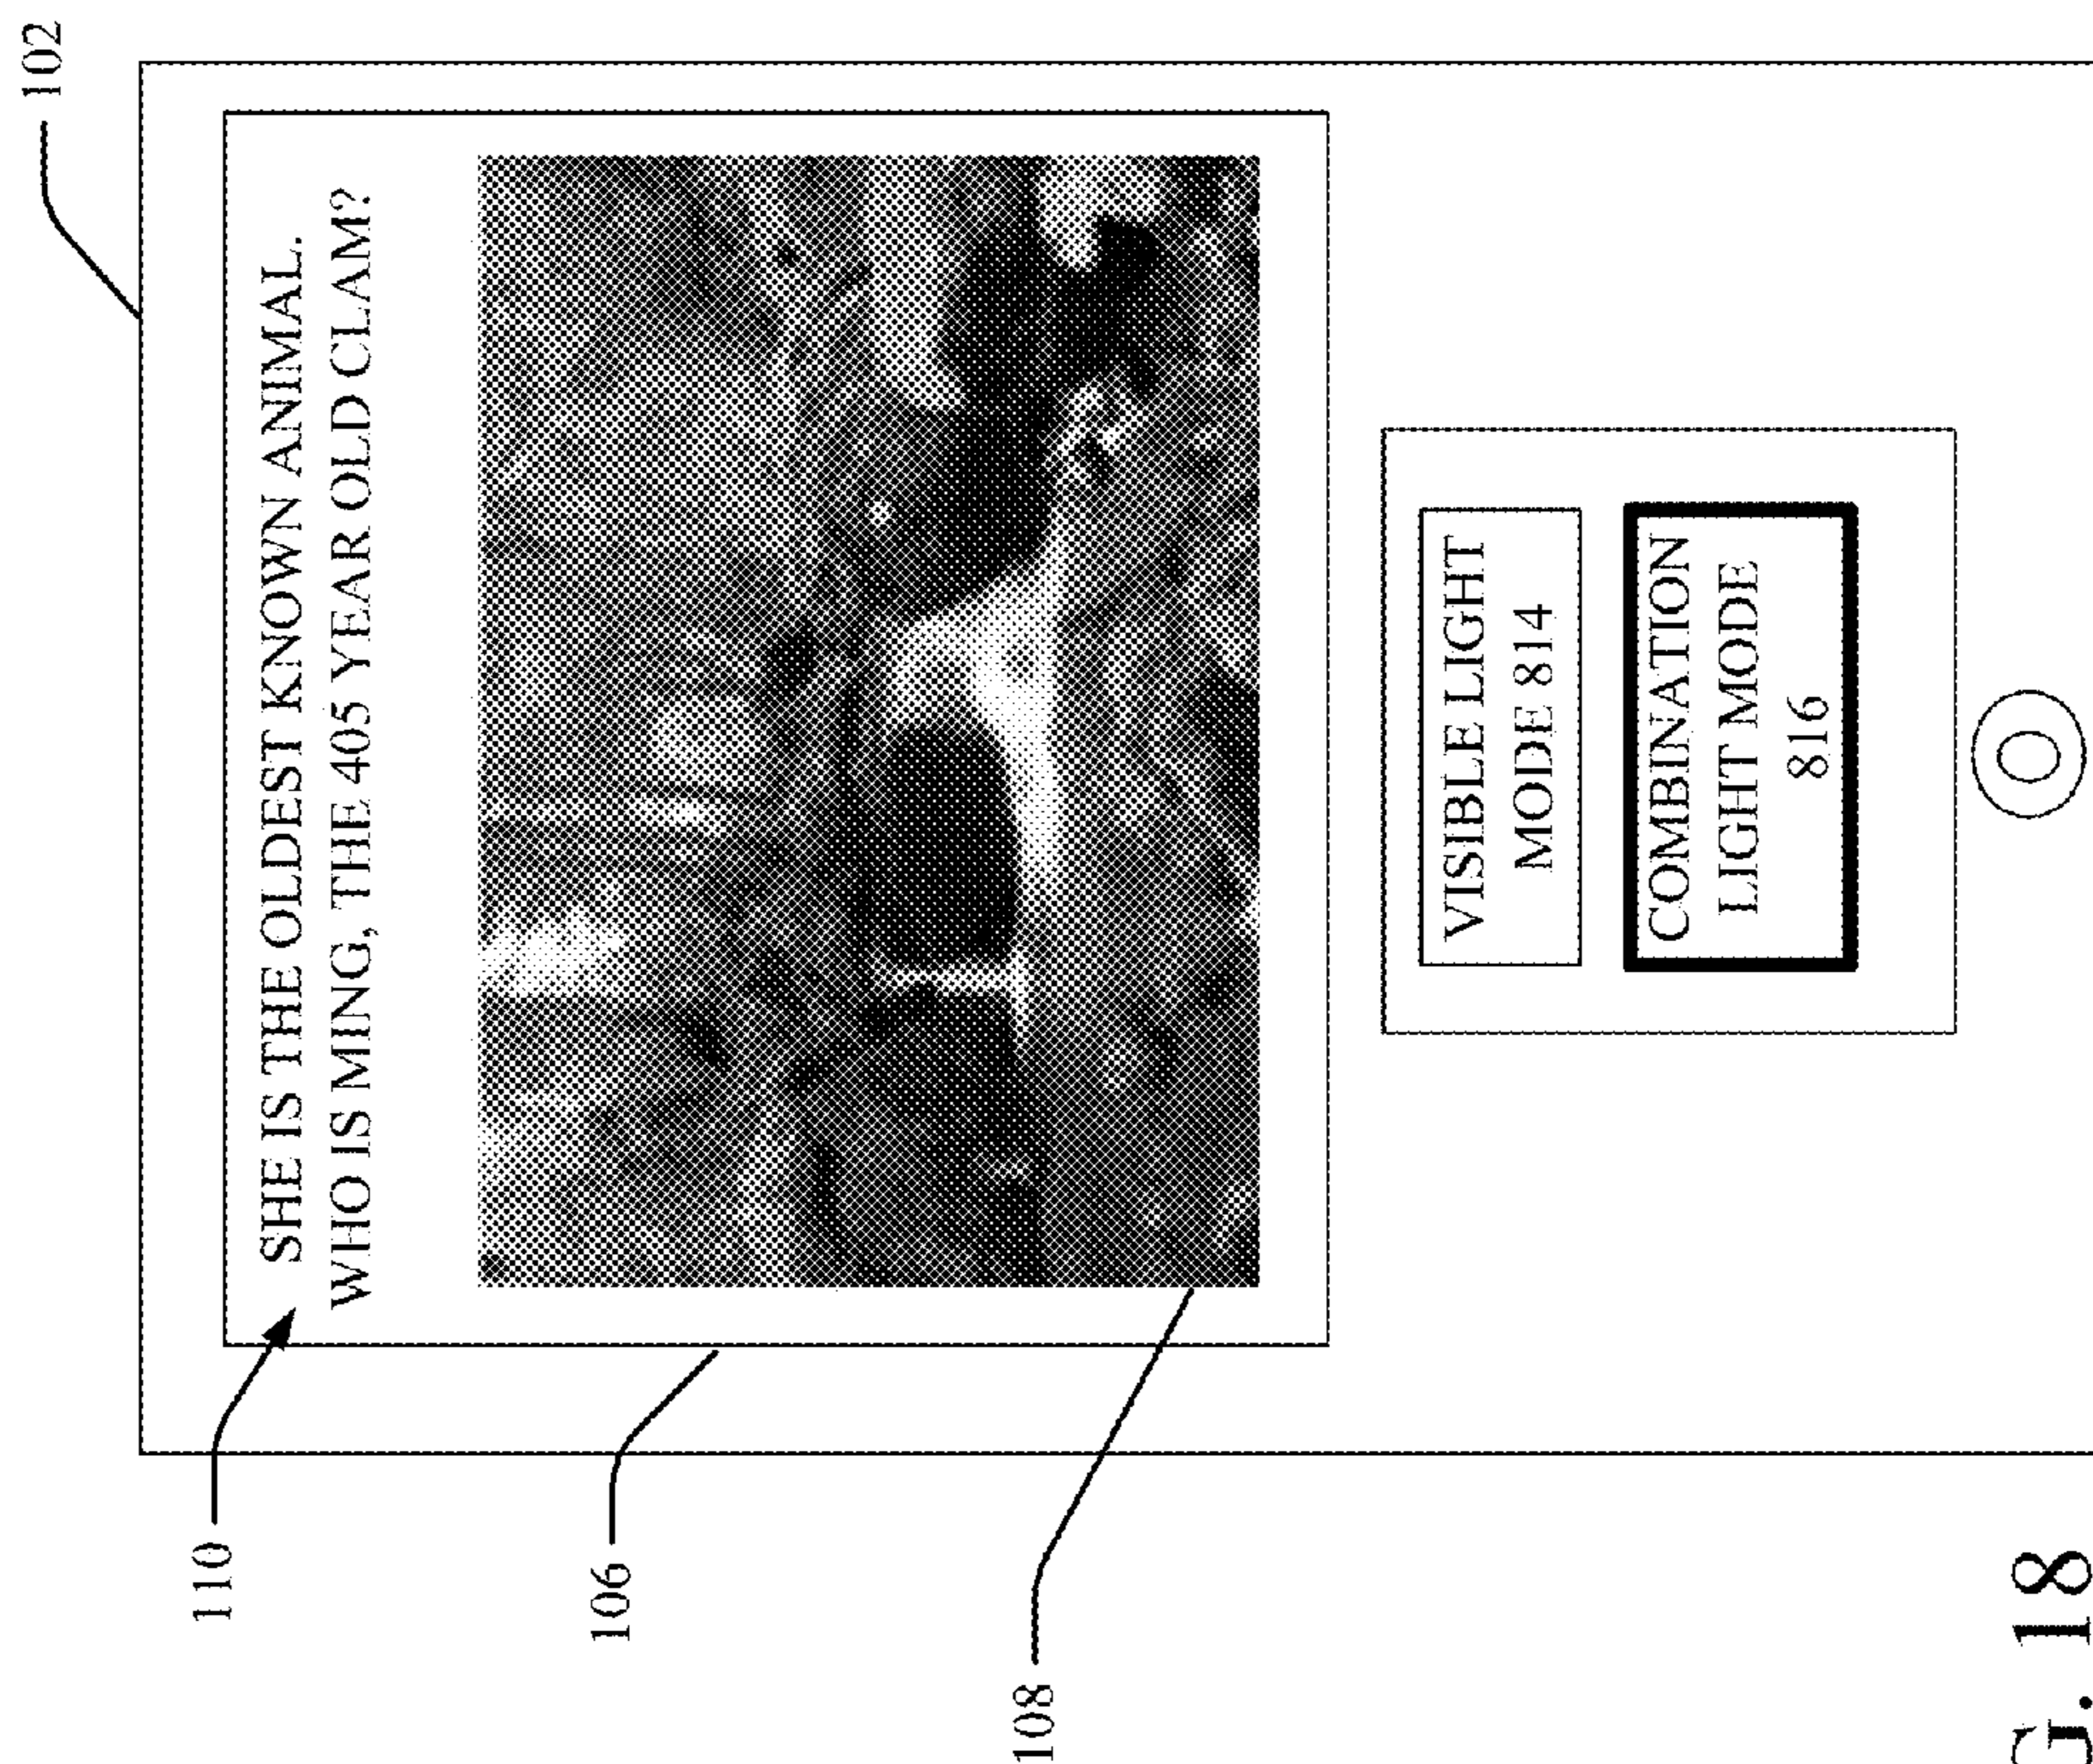 102
110
SHE IS THE OLDEST KNOWN ANIMAL.
WHO IS MING, THE 405 YEAR OLD CLAM?
106
108
VISIBLE LIGHT
MODE 814
COMBINATION
LIGHT MODE
816
G. 18